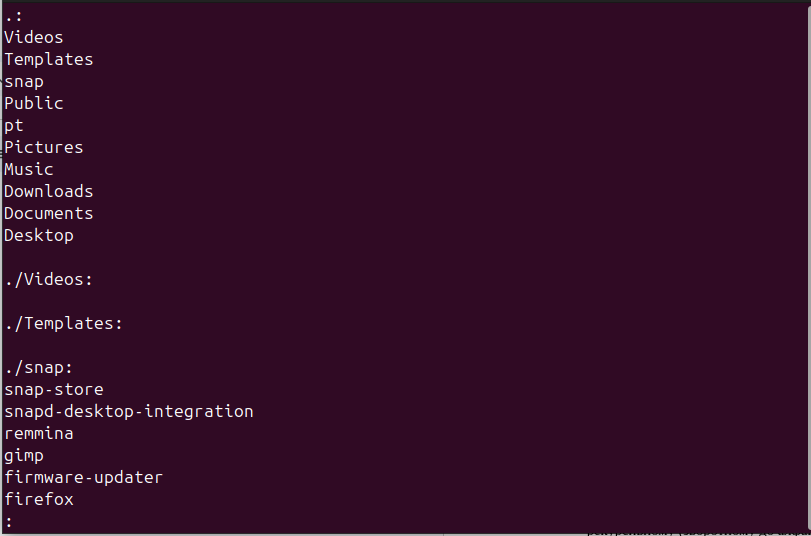 .:
Videos
Templates
snap
Public
pt
Pictures
Music
Downloads
Documents
Desktop

./Videos:

./Templates:

./snap:
snap-store
snapd-desktop-integration
remmina
gimp
firmware-updater
firefox
: